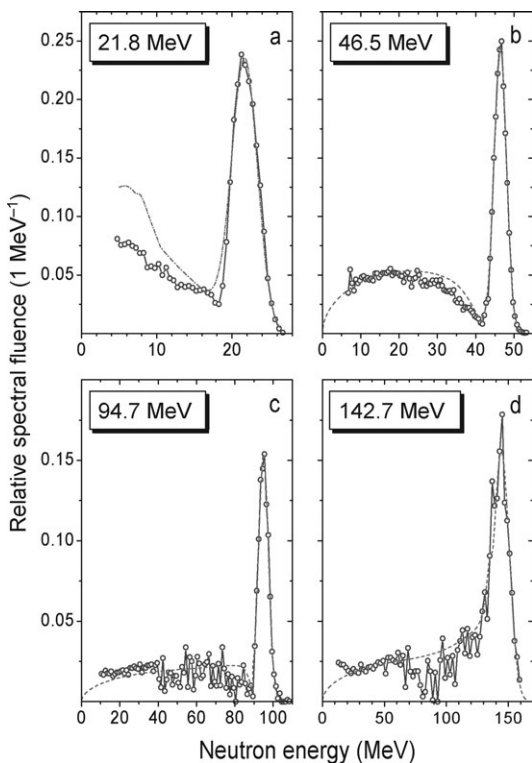 21.8 MeV
a
46.5 MeV
b
0.25
0.20
0.15
0.10
0.05
0 10 20
0 10 20 30 40 50
94.7 MeV
c
142.7 MeV
d
0.15
0.10
0.05
0 20 40 60 80 100
0 50 100 150
Relative spectral fluence (1 MeV⁻¹)
Neutron energy (MeV)